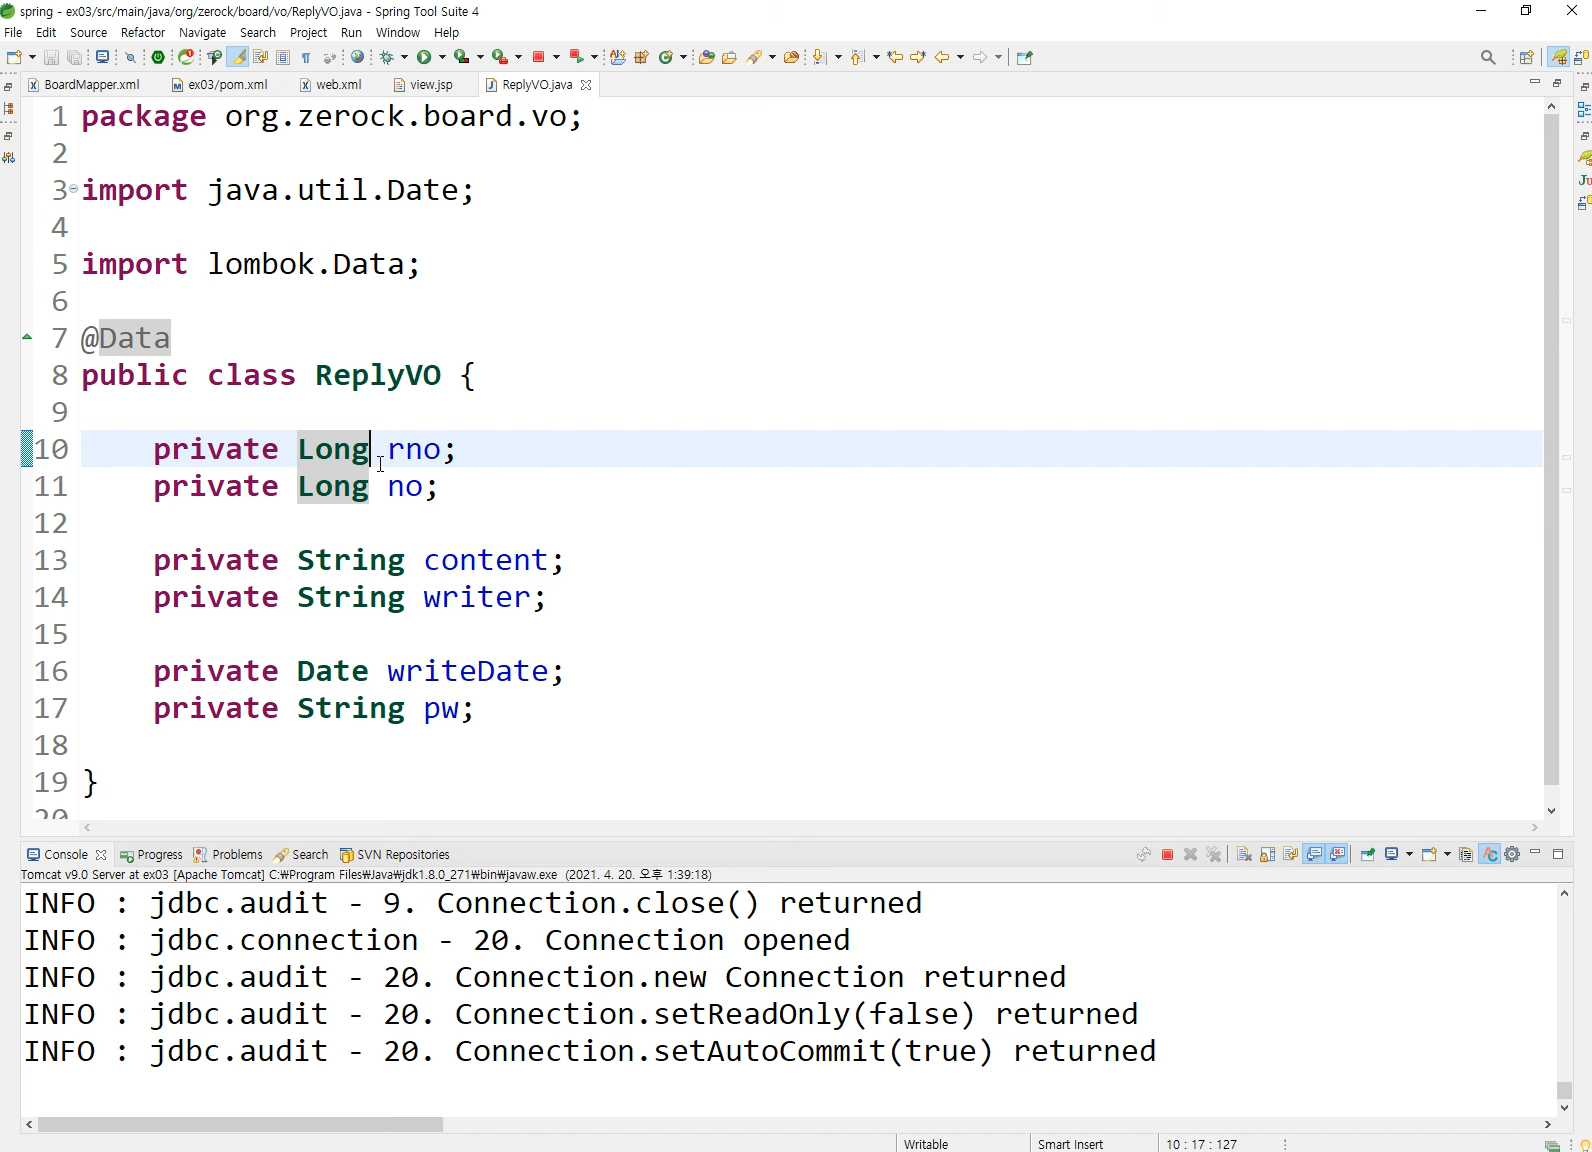 spring - ex03/src/main/java/org/zerock/board/vo/ReplyVO.java - Spring Tool Suite 4
File Edit Source Refactor Navigate Search Project Run Window Help
BoardMapper.xml ex03/pom.xml web.xml view.jsp ReplyVO.java
1 package org.zerock.board.vo;
2
3 import java.util.Date;
4
5 import lombok.Data;
6
7 @Data
8 public class ReplyVO {
9
10 private Long rno;
11 private Long no;
12
13 private String content;
14 private String writer;
15
16 private Date writeDate;
17 private String pw;
18
19 }
20
Console Progress Problems Search SVN Repositories
Tomcat v9.0 Server at ex03 [Apache Tomcat] C:₩Program Files₩Java₩jdk1.8.0_271₩bin₩javaw.exe (2021. 4. 20. 오후 1:39:18)
INFO : jdbc.audit - 9. Connection.close() returned
INFO : jdbc.connection - 20. Connection opened
INFO : jdbc.audit - 20. Connection.new Connection returned
INFO : jdbc.audit - 20. Connection.setReadOnly(false) returned
INFO : jdbc.audit - 20. Connection.setAutoCommit(true) returned
Writable Smart Insert 10 : 17 : 127